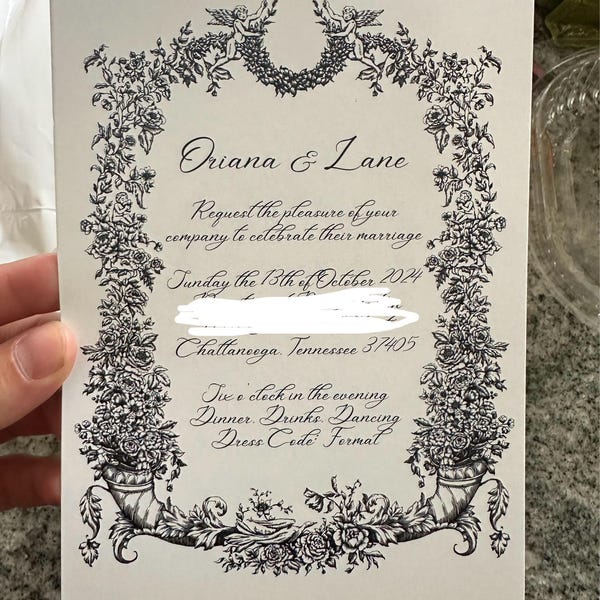 Oriana & Lane
Request the pleasure of your
company to celebrate their marriage
Sunday the 13th of October 2024
Chattanooga, Tennessee 37405
Six o'clock in the evening
Dinner, Drinks, Dancing
Dress Code: Formal